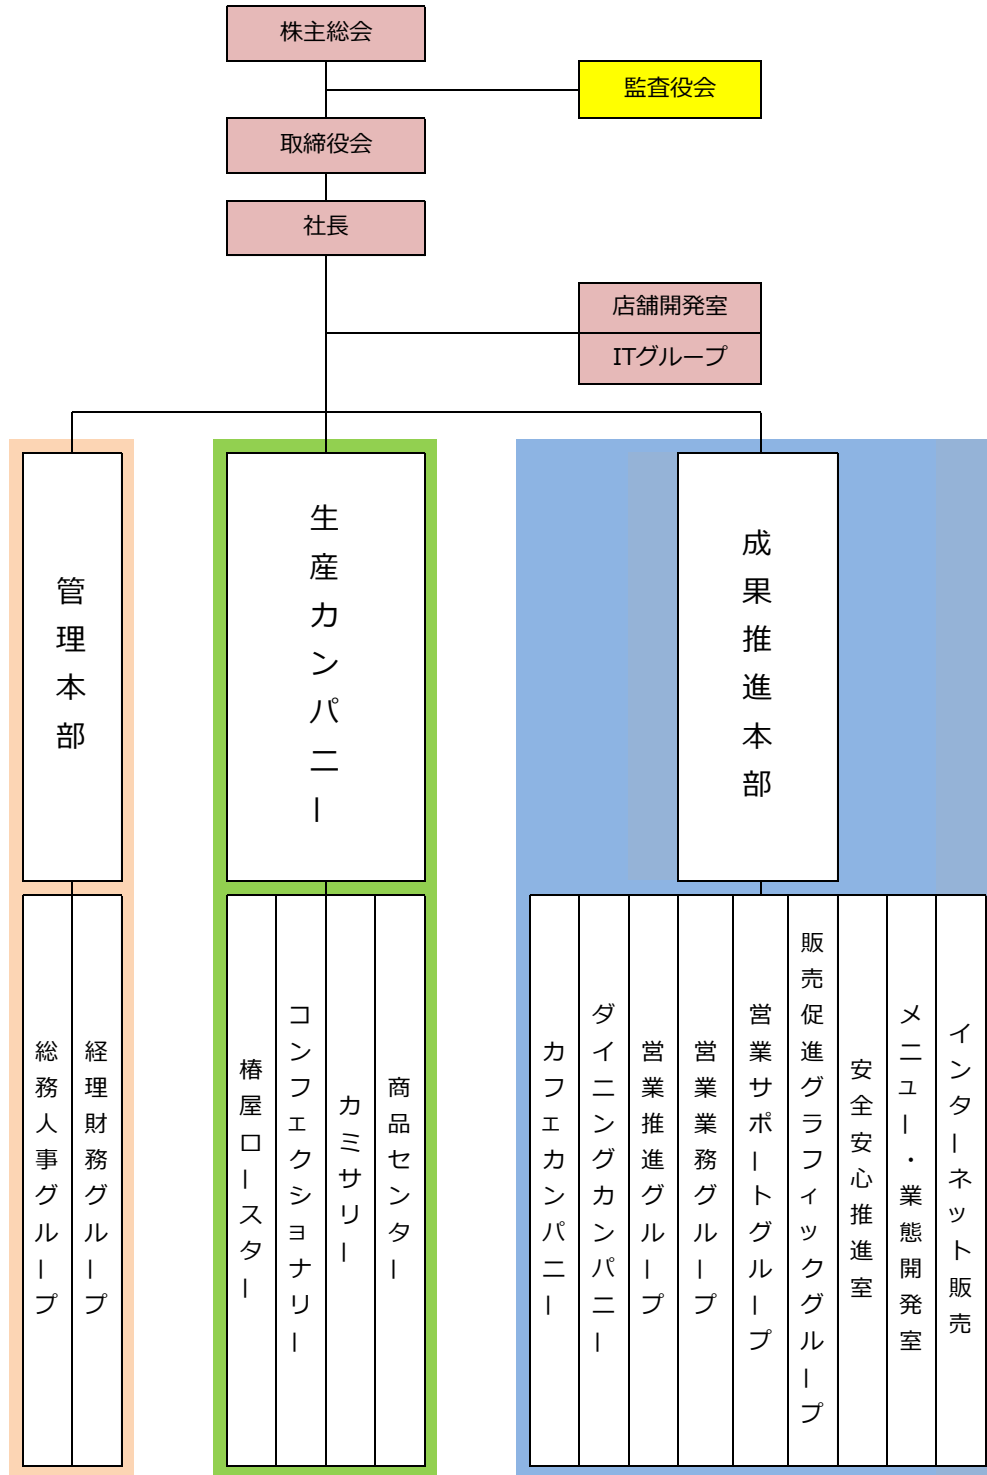 株主総会
監査役会
取締役会
社長
店舗開発室
ITグループ
管理本部
生産カンパニー
成果推進本部
総務人事グループ
経理財務グループ
椿屋ロースター
コンフェクショナリー
カミサリー
商品センター
カフェカンパニー
ダイニングカンパニー
営業推進グループ
営業業務グループ
営業サポートグループ
販売促進グラフィックグループ
安全安心推進室
メニュー・業態開発室
インターネット販売